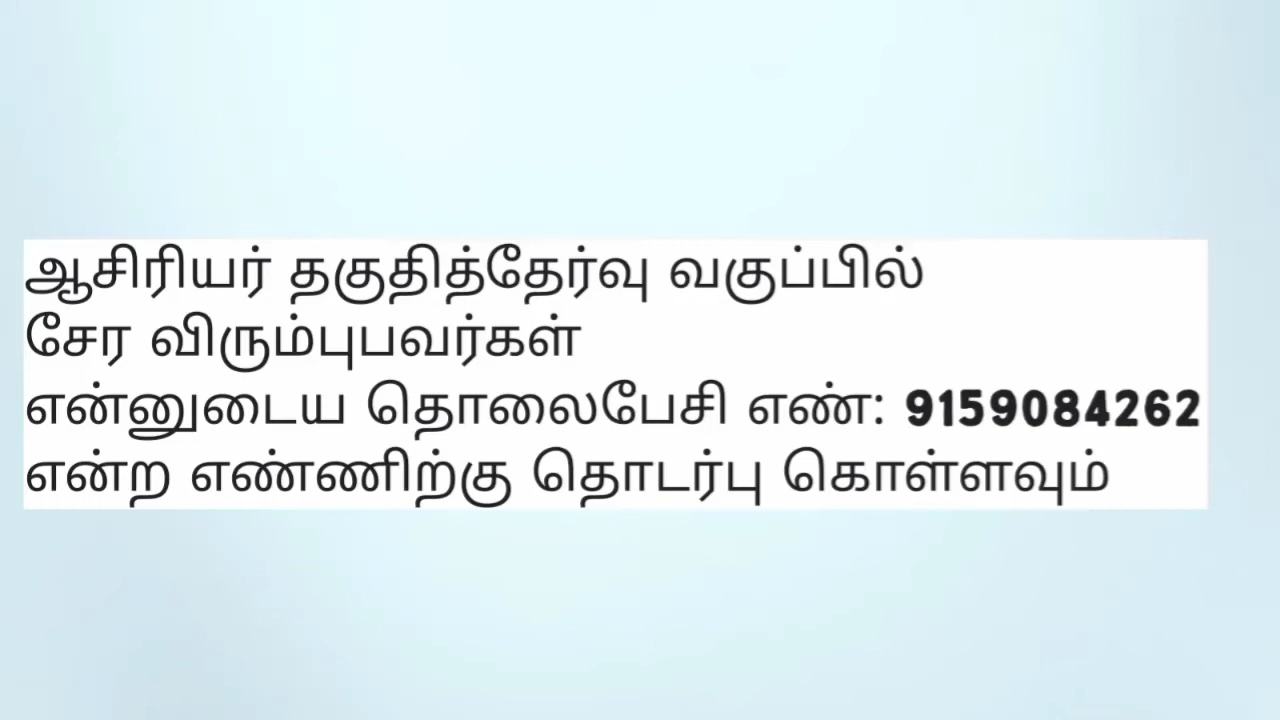 ஆசிரியர் தகுதித்தேர்வு வகுப்பில்
சேர விரும்புபவர்கள்
என்னுடைய தொலைபேசி எண்: 9159084262
என்ற எண்ணிற்கு தொடர்பு கொள்ளவும்